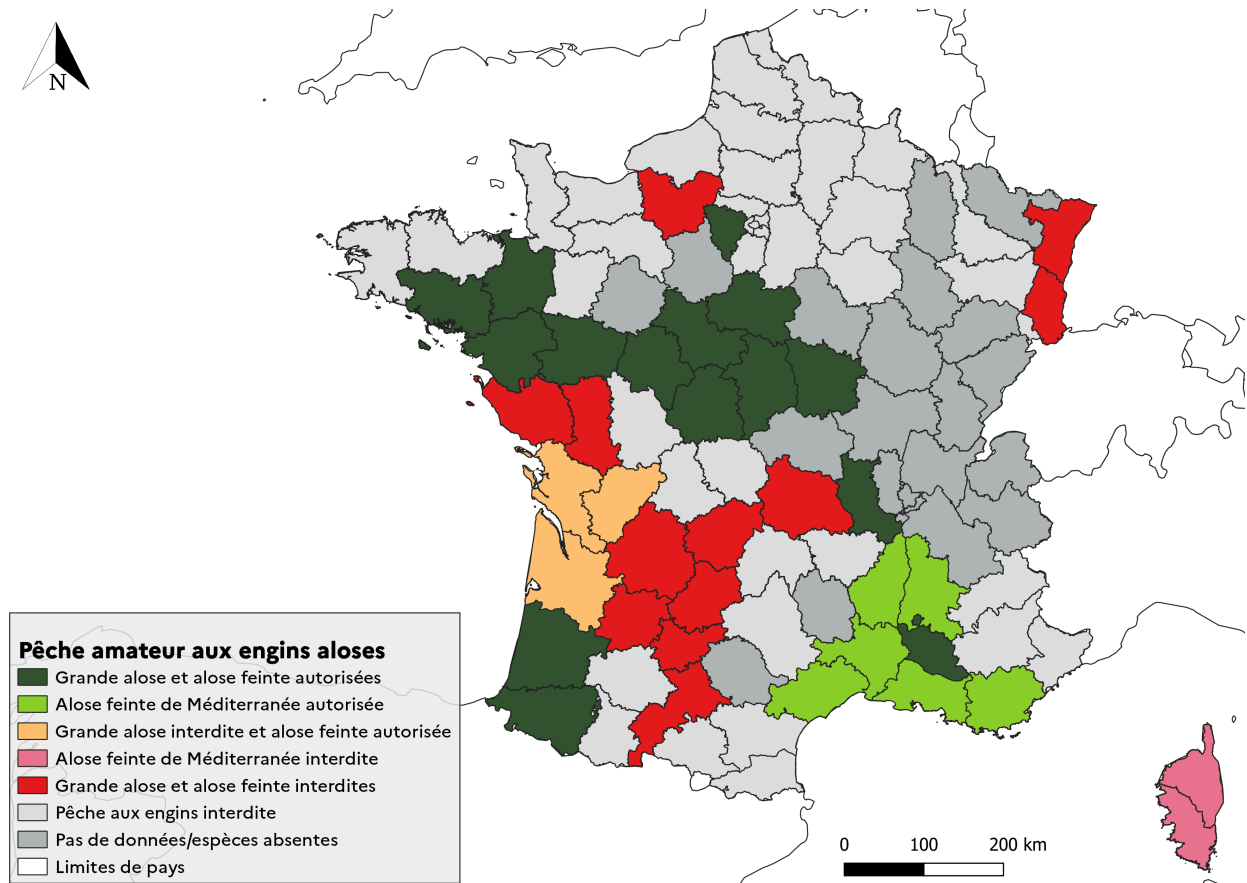 N
Pêche amateur aux engins aloses
Grande alose et alose feinte autorisées
Alose feinte de Méditerranée autorisée
Grande alose interdite et alose feinte autorisée
Alose feinte de Méditerranée interdite
Grande alose et alose feinte interdites
Pêche aux engins interdite
Pas de données/espèces absentes
Limites de pays
0 100 200 km